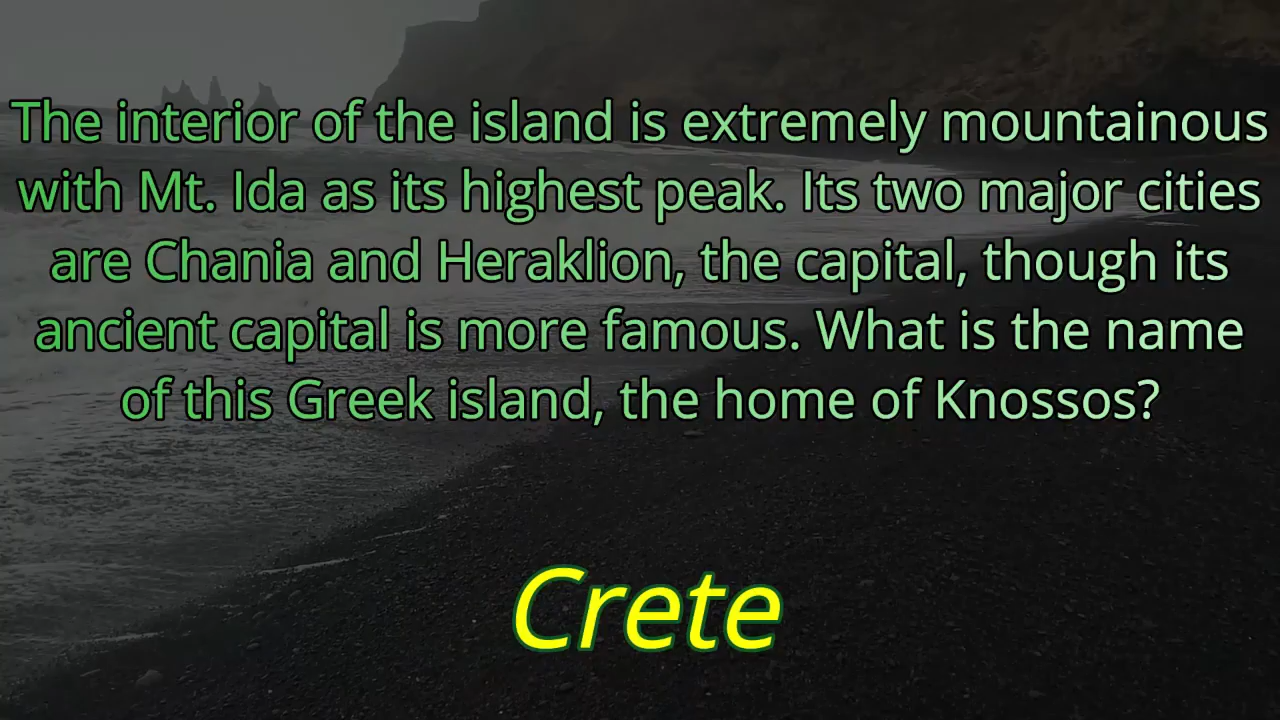 The interior of the island is extremely mountainous
with Mt. Ida as its highest peak. Its two major cities
are Chania and Heraklion, the capital, though its
ancient capital is more famous. What is the name
of this Greek island, the home of Knossos?
Crete